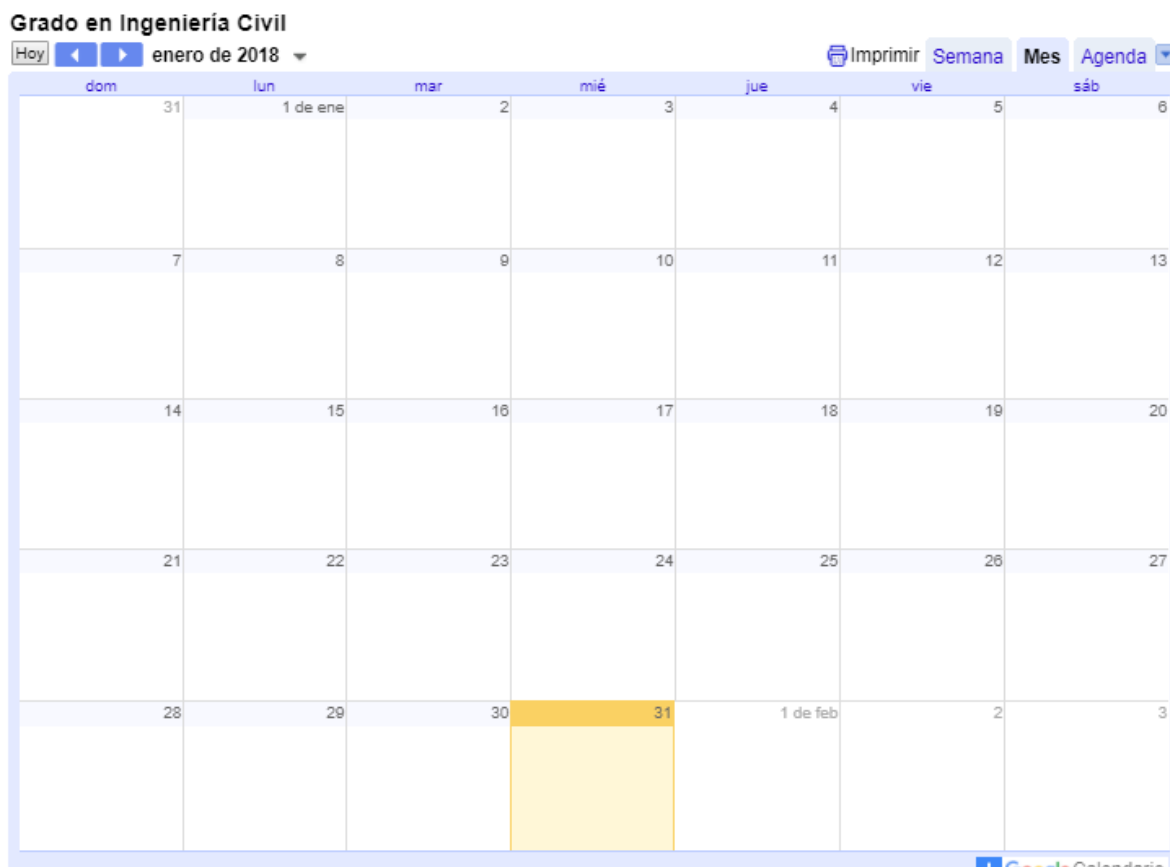 Grado en Ingeniería Civil
Hoy enero de 2018 Imprimir Semana Mes Agenda
dom lun mar mié jue vie sáb
31 1 de ene 2 3 4 5 6
7 8 9 10 11 12 13
14 15 16 17 18 19 20
21 22 23 24 25 26 27
28 29 30 31 1 de feb 2 3
Google Calendario